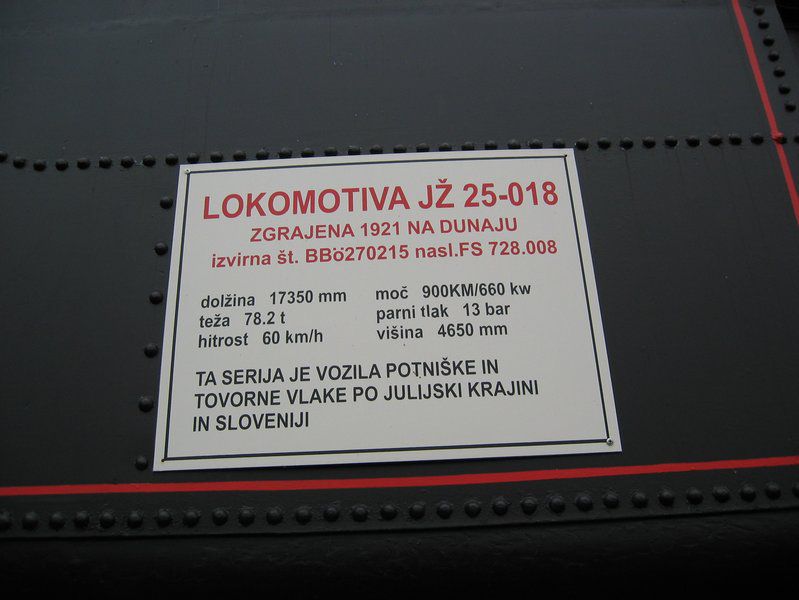 LOKOMOTIVA JŽ 25-018
ZGRAJENA 1921 NA DUNAJU
izvirna št. BBö270215 nasl.FS 728.008
dolžina 17350 mm moč 900KM/660 kw
teža 78.2 t parni tlak 13 bar
hitrost 60 km/h višina 4650 mm
TA SERIJA JE VOZILA POTNIŠKE IN
TOVORNE VLAKE PO JULIJSKI KRAJINI
IN SLOVENIJI